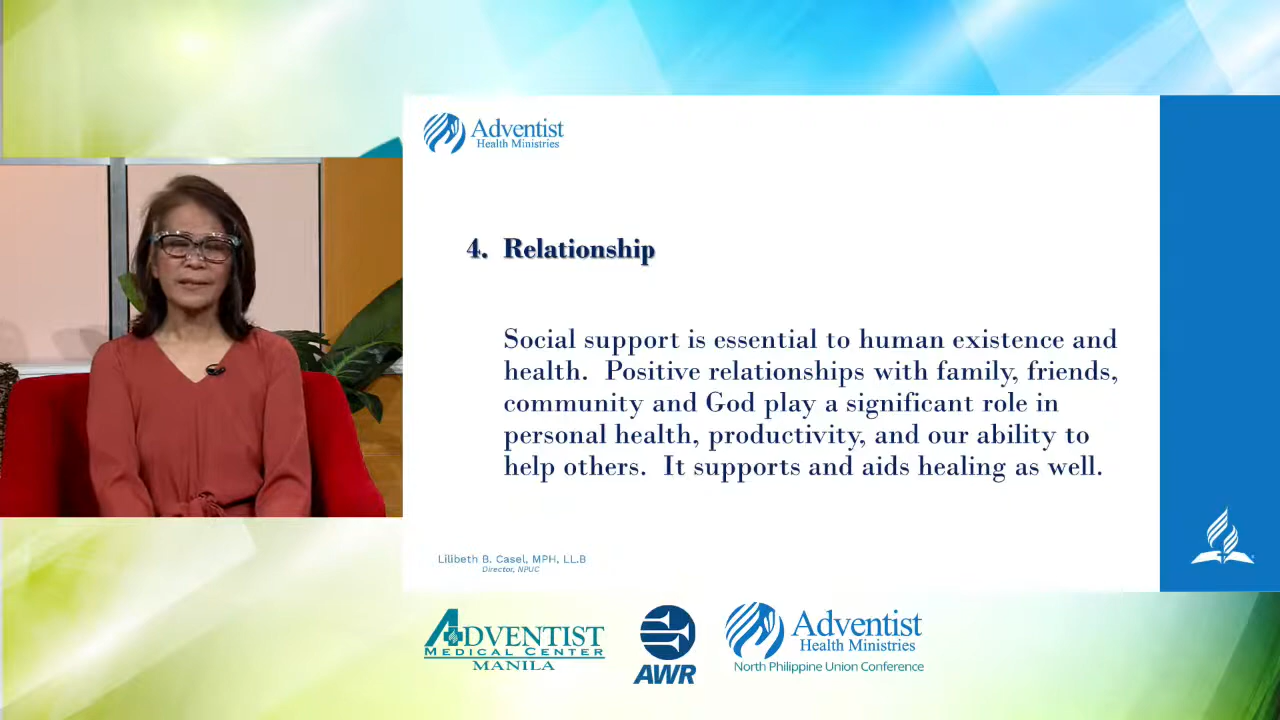 Adventist
Health Ministries
4. Relationship
Social support is essential to human existence and
health. Positive relationships with family, friends,
community and God play a significant role in
personal health, productivity, and our ability to
help others. It supports and aids healing as well.
Lilibeth B. Casel, MPH, LL.B
Director, NPUC
ADVENTIST
MEDICAL CENTER
MANILA
AWR
Adventist
Health Ministries
North Philippine Union Conference